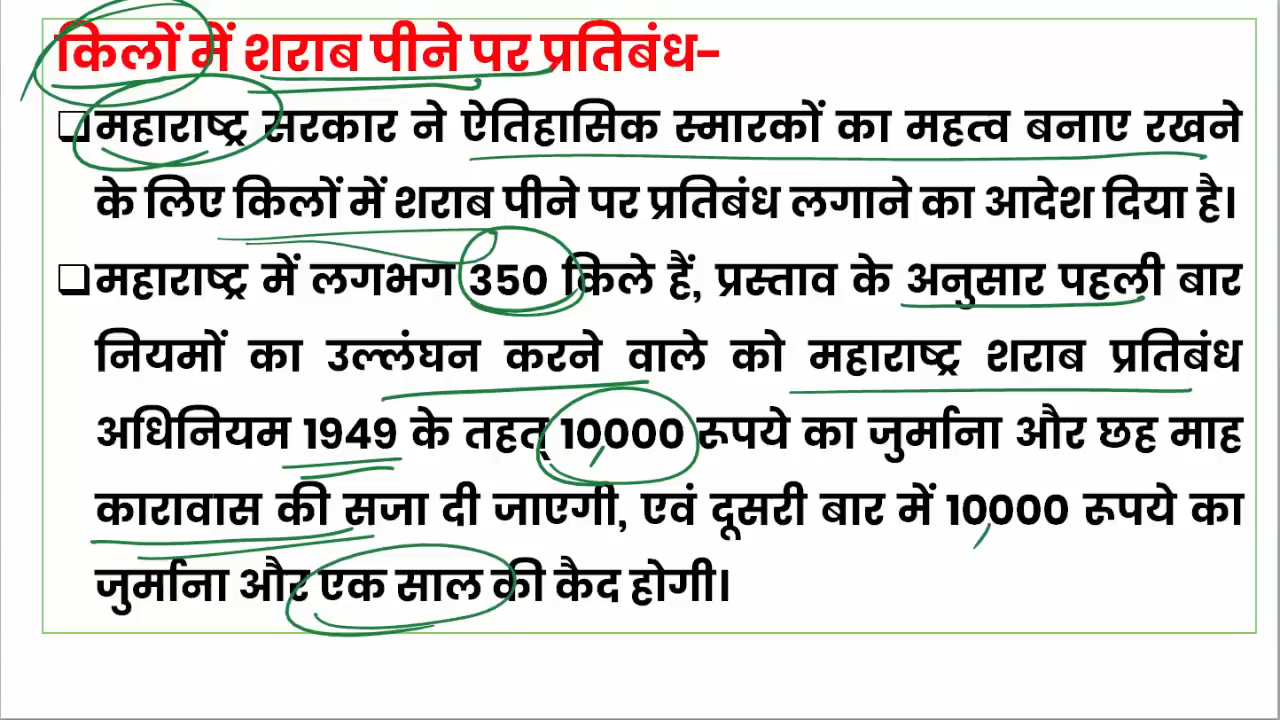 किलों में शराब पीने पर प्रतिबंध-
❑महाराष्ट्र सरकार ने ऐतिहासिक स्मारकों का महत्व बनाए रखने
के लिए किलों में शराब पीने पर प्रतिबंध लगाने का आदेश दिया है।
❑महाराष्ट्र में लगभग 350 किले हैं, प्रस्ताव के अनुसार पहली बार
नियमों का उल्लंघन करने वाले को महाराष्ट्र शराब प्रतिबंध
अधिनियम 1949 के तहत् 10000 रूपये का जुर्माना और छह माह
कारावास की सजा दी जाएगी, एवं दूसरी बार में 10000 रूपये का
जुर्माना और एक साल की कैद होगी।